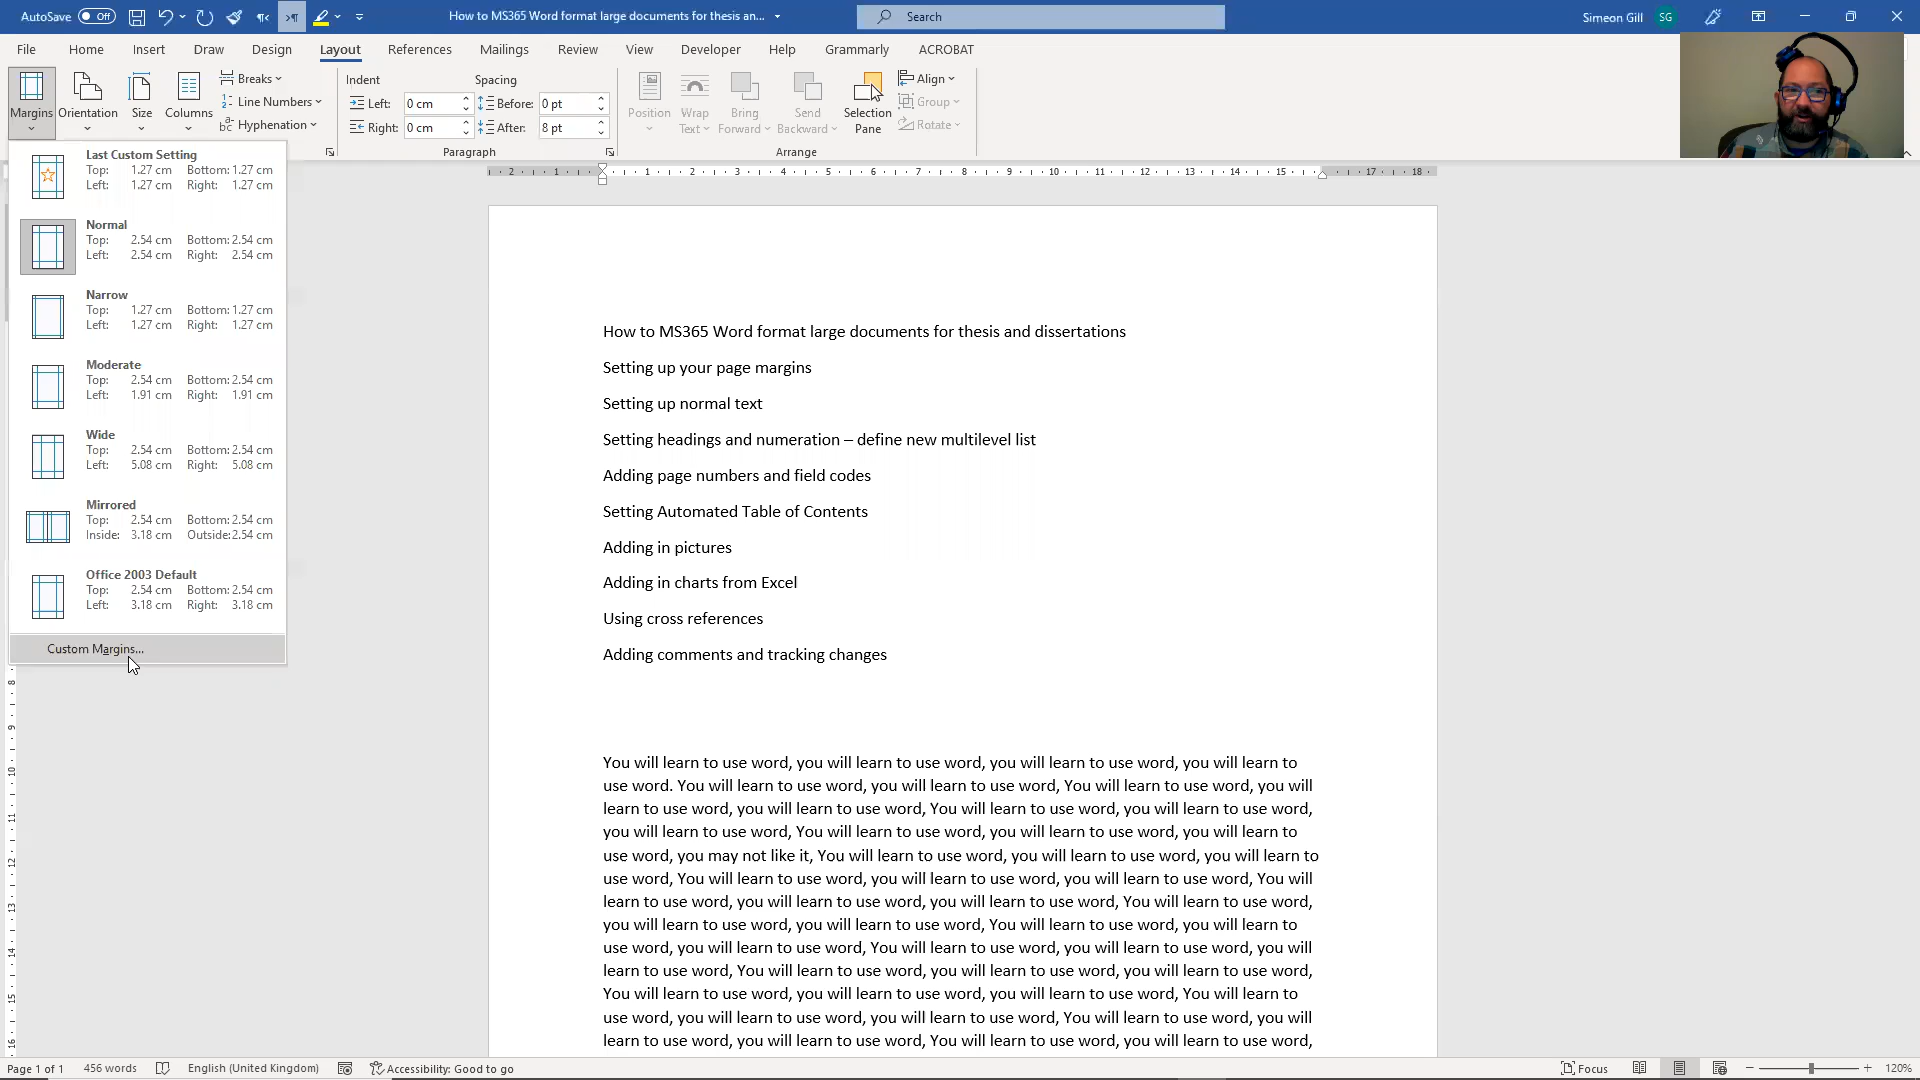 AutoSave Off How to MS365 Word format large documents for thesis an... Search Simeon Gill SG
File Home Insert Draw Design Layout References Mailings Review View Developer Help Grammarly ACROBAT
Margins Orientation Size Columns
Breaks
Line Numbers
Hyphenation
Indent Spacing
Left: 0 cm Before: 0 pt
Right: 0 cm After: 8 pt
Paragraph
Position Wrap Text Bring Forward Send Backward Selection Pane
Align
Group
Rotate
Arrange
Last Custom Setting
Top: 1.27 cm Bottom: 1.27 cm
Left: 1.27 cm Right: 1.27 cm
Normal
Top: 2.54 cm Bottom: 2.54 cm
Left: 2.54 cm Right: 2.54 cm
Narrow
Top: 1.27 cm Bottom: 1.27 cm
Left: 1.27 cm Right: 1.27 cm
Moderate
Top: 2.54 cm Bottom: 2.54 cm
Left: 1.91 cm Right: 1.91 cm
Wide
Top: 2.54 cm Bottom: 2.54 cm
Left: 5.08 cm Right: 5.08 cm
Mirrored
Top: 2.54 cm Bottom: 2.54 cm
Inside: 3.18 cm Outside: 2.54 cm
Office 2003 Default
Top: 2.54 cm Bottom: 2.54 cm
Left: 3.18 cm Right: 3.18 cm
Custom Margins...
2 1 1 2 3 4 5 6 7 8 9 10 11 12 13 14 15 17 18
8
9
10
11
12
13
14
15
16
How to MS365 Word format large documents for thesis and dissertations
Setting up your page margins
Setting up normal text
Setting headings and numeration – define new multilevel list
Adding page numbers and field codes
Setting Automated Table of Contents
Adding in pictures
Adding in charts from Excel
Using cross references
Adding comments and tracking changes
You will learn to use word, you will learn to use word, you will learn to use word, you will learn to
use word. You will learn to use word, you will learn to use word, You will learn to use word, you will
learn to use word, you will learn to use word, You will learn to use word, you will learn to use word,
you will learn to use word, You will learn to use word, you will learn to use word, you will learn to
use word, you may not like it, You will learn to use word, you will learn to use word, you will learn to
use word, You will learn to use word, you will learn to use word, you will learn to use word, You will
learn to use word, you will learn to use word, you will learn to use word, You will learn to use word,
you will learn to use word, you will learn to use word, You will learn to use word, you will learn to
use word, you will learn to use word, You will learn to use word, you will learn to use word, you will
learn to use word, You will learn to use word, you will learn to use word, you will learn to use word,
You will learn to use word, you will learn to use word, you will learn to use word, You will learn to
use word, you will learn to use word, you will learn to use word, You will learn to use word, you will
learn to use word, you will learn to use word, You will learn to use word, you will learn to use word,
Page 1 of 1 456 words English (United Kingdom) Accessibility: Good to go Focus 120%